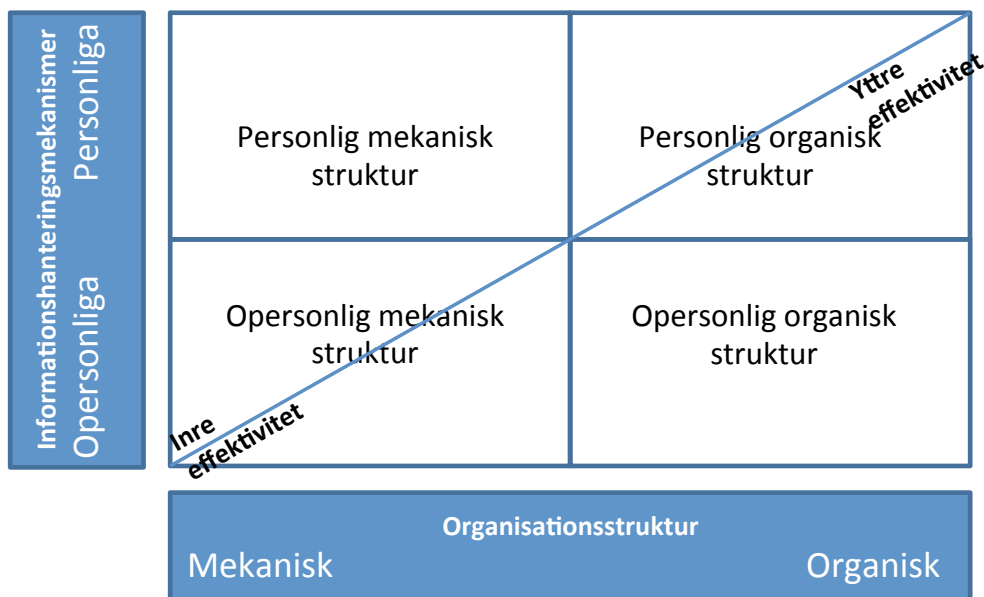 Informationshanteringsmekanismer
Opersonliga Personliga
Personlig mekanisk
struktur
Personlig organisk
struktur
Yttre
effektivitet
Opersonlig mekanisk
struktur
Opersonlig organisk
struktur
Inre
effektivitet
Organisationsstruktur
Mekanisk Organisk